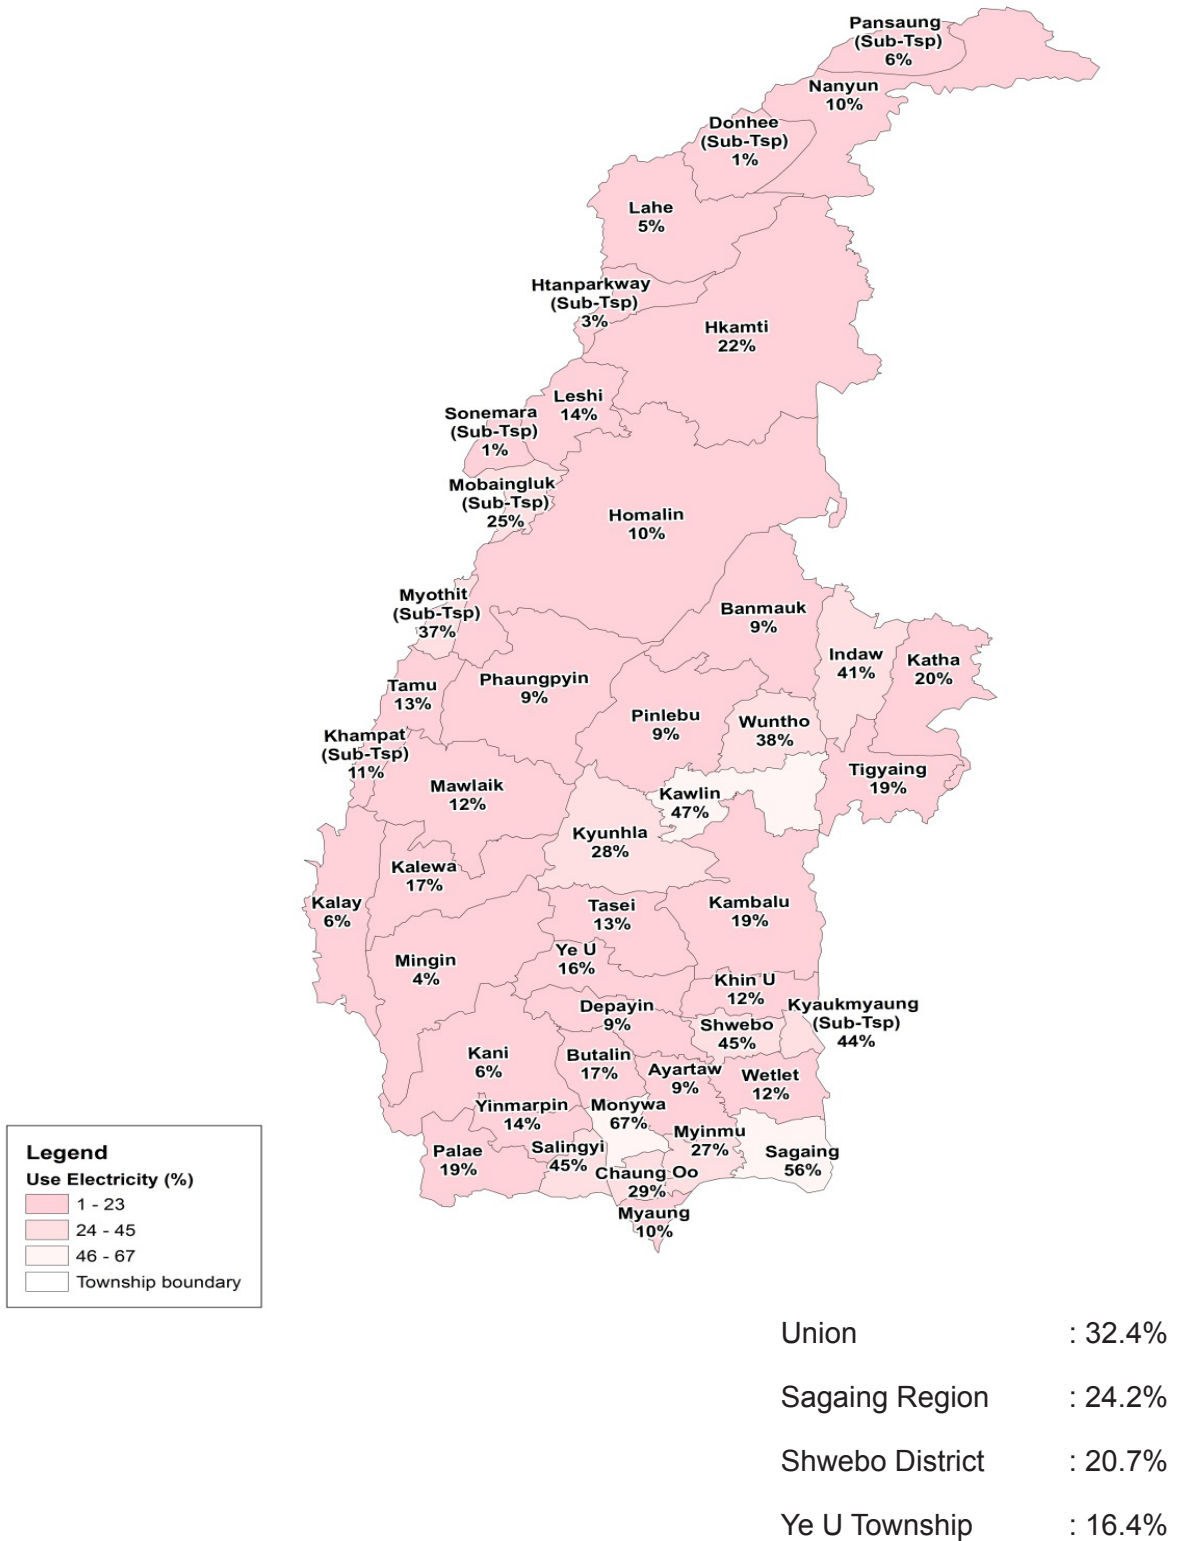 Pansaung
(Sub-Tsp)
6%
Nanyun
10%
Donhee
(Sub-Tsp)
1%
Lahe
5%
Htanparkway
(Sub-Tsp)
3%
Hkamti
22%
Leshi
14%
Sonemara
(Sub-Tsp)
1%
Mobaingluk
(Sub-Tsp)
25%
Homalin
10%
Myothit
(Sub-Tsp)
37%
Banmauk
9%
Indaw
41%
Katha
20%
Tamu
13%
Phaungpyin
9%
Pinlebu
9%
Wuntho
38%
Khampat
(Sub-Tsp)
11%
Mawlaik
12%
Kawlin
47%
Tigyaing
19%
Kyunhla
28%
Kalewa
17%
Kalay
6%
Tasei
13%
Kambalu
19%
Mingin
4%
Ye U
16%
Khin U
12%
Depayin
9%
Shwebo
45%
Kyaukmyaung
(Sub-Tsp)
44%
Kani
6%
Butalin
17%
Ayartaw
9%
Wetlet
12%
Yinmarpin
14%
Monywa
67%
Myinmu
27%
Sagaing
56%
Palae
19%
Salingyi
45%
Chaung Oo
29%
Myaung
10%
Legend
Use Electricity (%)
1 - 23
24 - 45
46 - 67
Township boundary
Union : 32.4%
Sagaing Region : 24.2%
Shwebo District : 20.7%
Ye U Township : 16.4%